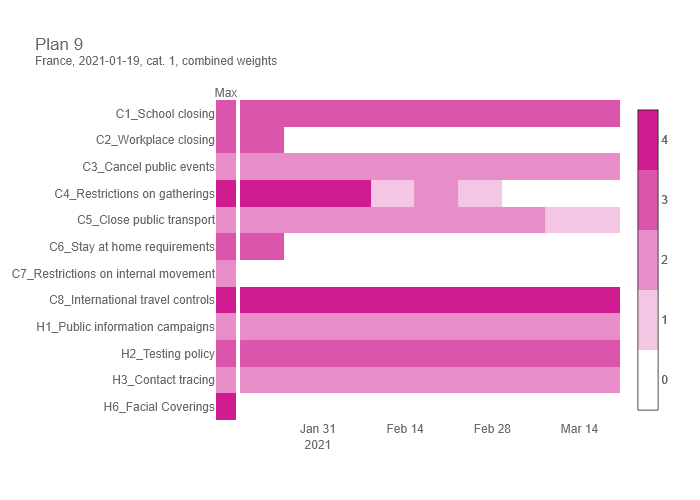 Plan 9
France, 2021-01-19, cat. 1, combined weights
Max
C1_School closing
C2_Workplace closing
C3_Cancel public events
C4_Restrictions on gatherings
C5_Close public transport
C6_Stay at home requirements
C7_Restrictions on internal movement
C8_International travel controls
H1_Public information campaigns
H2_Testing policy
H3_Contact tracing
H6_Facial Coverings
Jan 31 Feb 14 Feb 28 Mar 14
2021
4
3
2
1
0